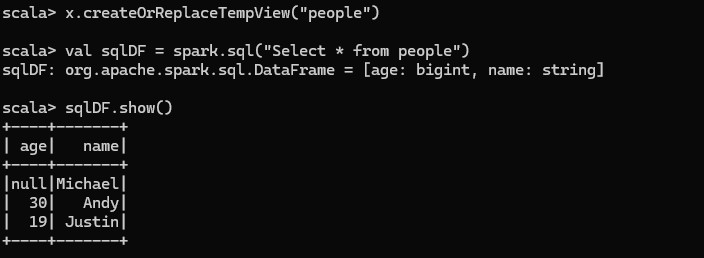 scala> x.createOrReplaceTempView("people")
scala> val sqlDF = spark.sql("Select * from people")
sqlDF: org.apache.spark.sql.DataFrame = [age: bigint, name: string]
scala> sqlDF.show()
+----+-------+
| age|   name|
+----+-------+
|null|Michael|
|  30|   Andy|
|  19| Justin|
+----+-------+